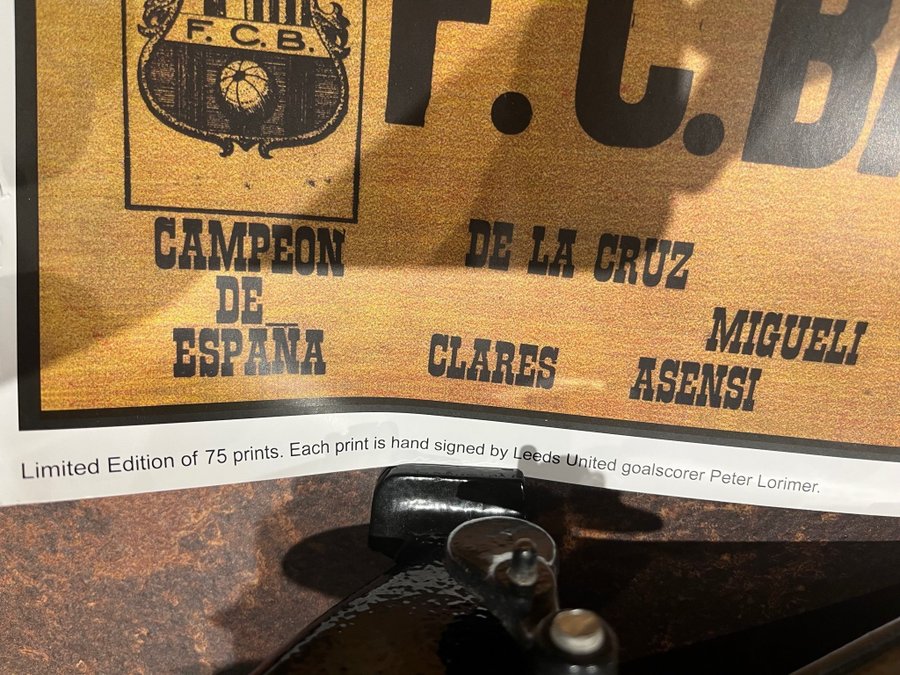 F. C. B.
F.C.B
CAMPEON
DE
ESPAÑA
DE LA CRUZ
MIGUELI
CLARES
ASENSI
Limited Edition of 75 prints. Each print is hand signed by Leeds United goalscorer Peter Lorimer.